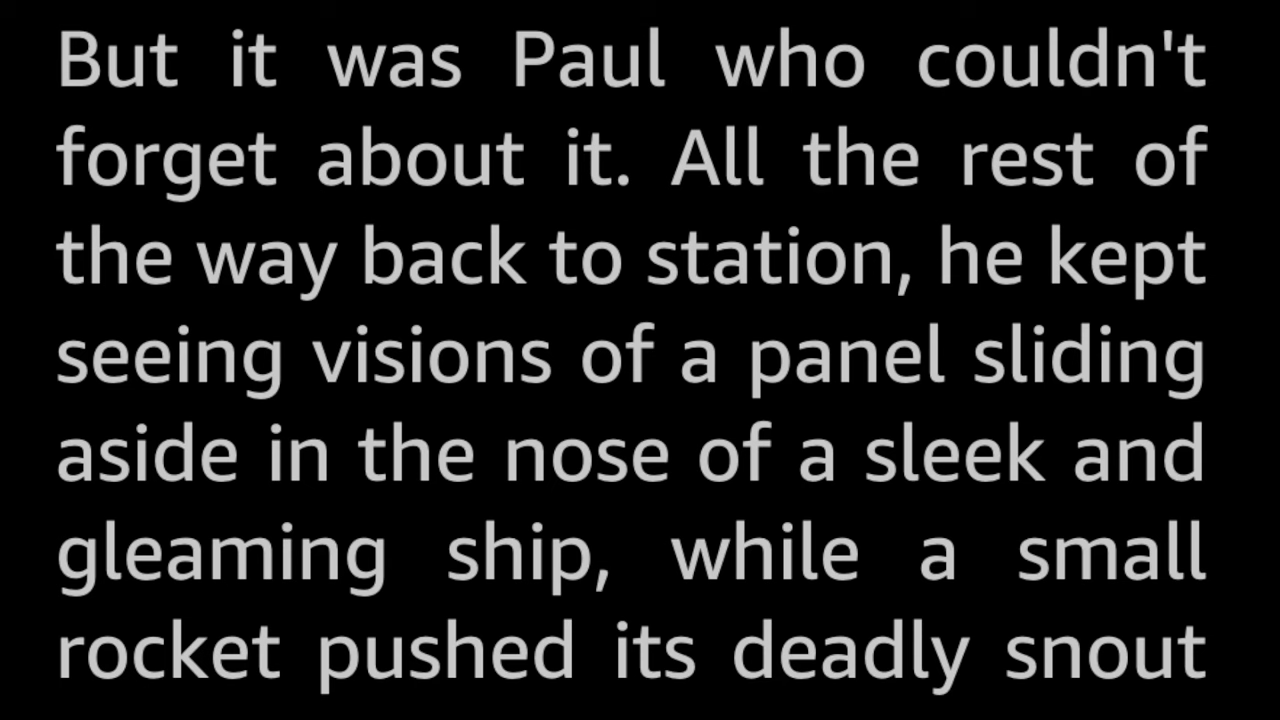 But it was Paul who couldn't
forget about it. All the rest of
the way back to station, he kept
seeing visions of a panel sliding
aside in the nose of a sleek and
gleaming ship, while a small
rocket pushed its deadly snout